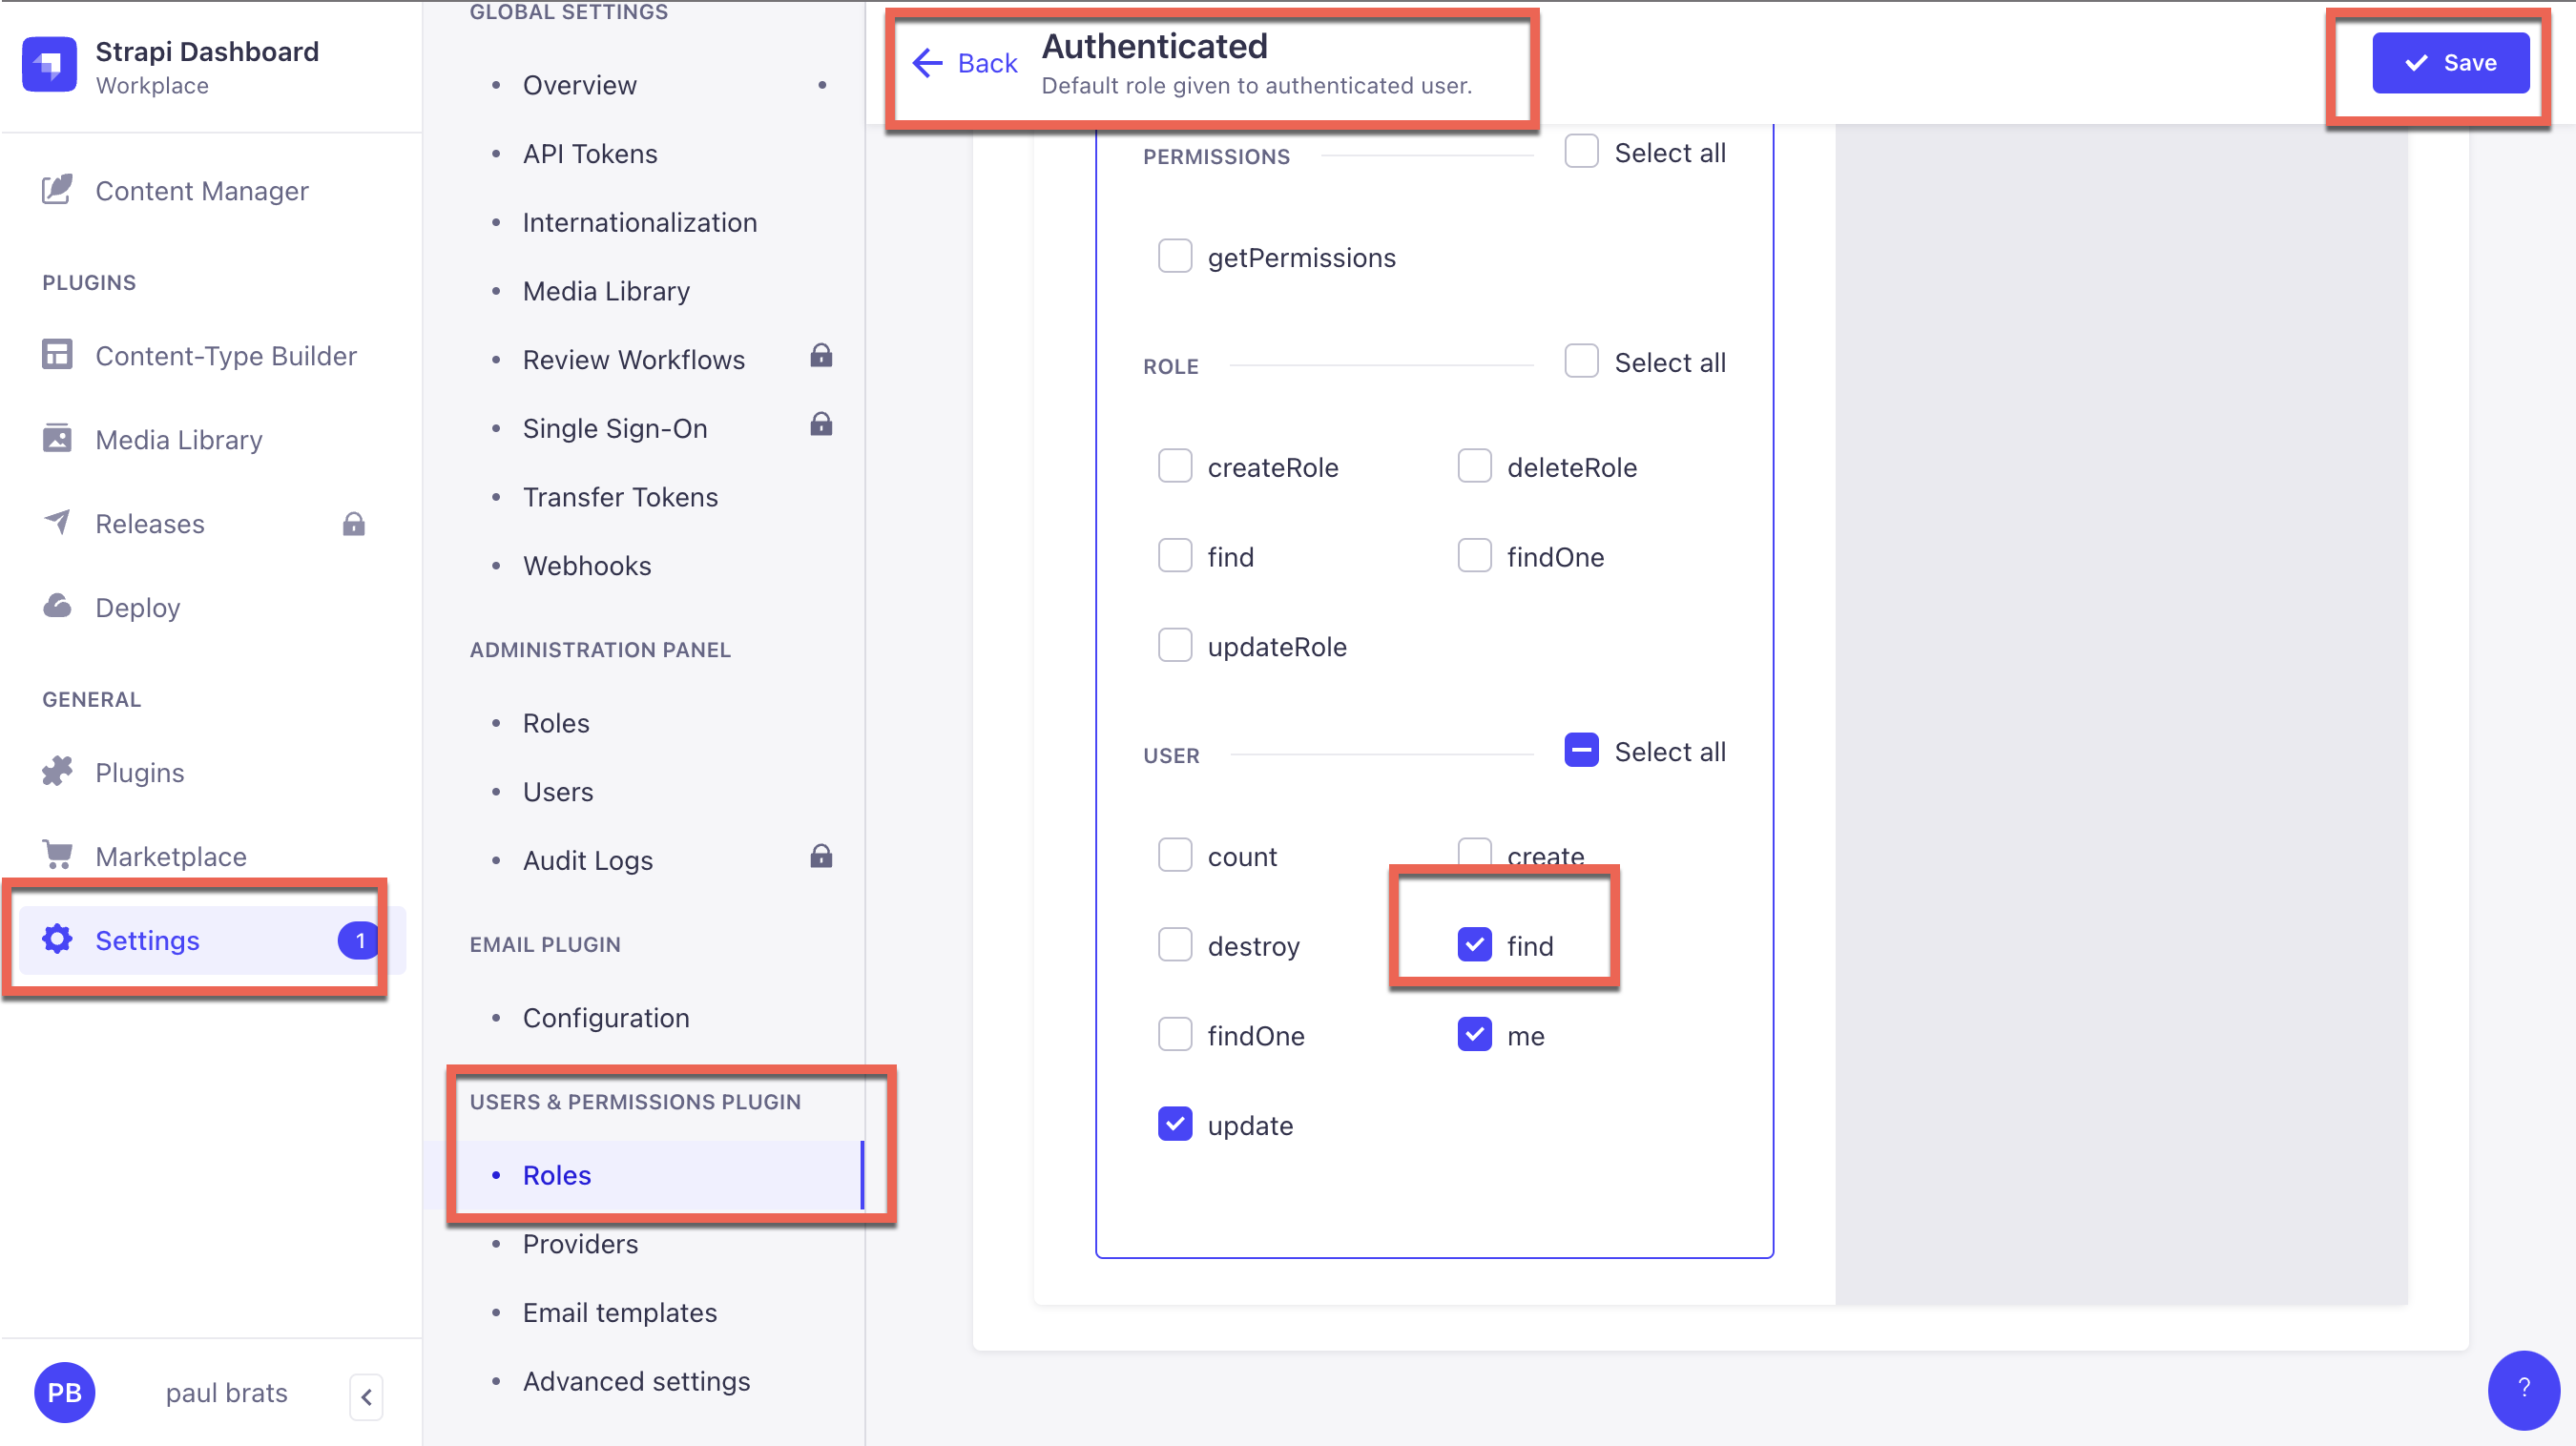 Strapi Dashboard
Workplace
Content Manager
PLUGINS
Content-Type Builder
Media Library
Releases
Deploy
GENERAL
Plugins
Marketplace
Settings
1
PB
paul brats
GLOBAL SETTINGS
Overview
API Tokens
Internationalization
Media Library
Review Workflows
Single Sign-On
Transfer Tokens
Webhooks
ADMINISTRATION PANEL
Roles
Users
Audit Logs
EMAIL PLUGIN
Configuration
USERS & PERMISSIONS PLUGIN
Roles
Providers
Email templates
Advanced settings
Back
Authenticated
Default role given to authenticated user.
Save
PERMISSIONS
Select all
getPermissions
ROLE
Select all
createRole
deleteRole
find
findOne
updateRole
USER
Select all
count
create
destroy
find
findOne
me
update
?